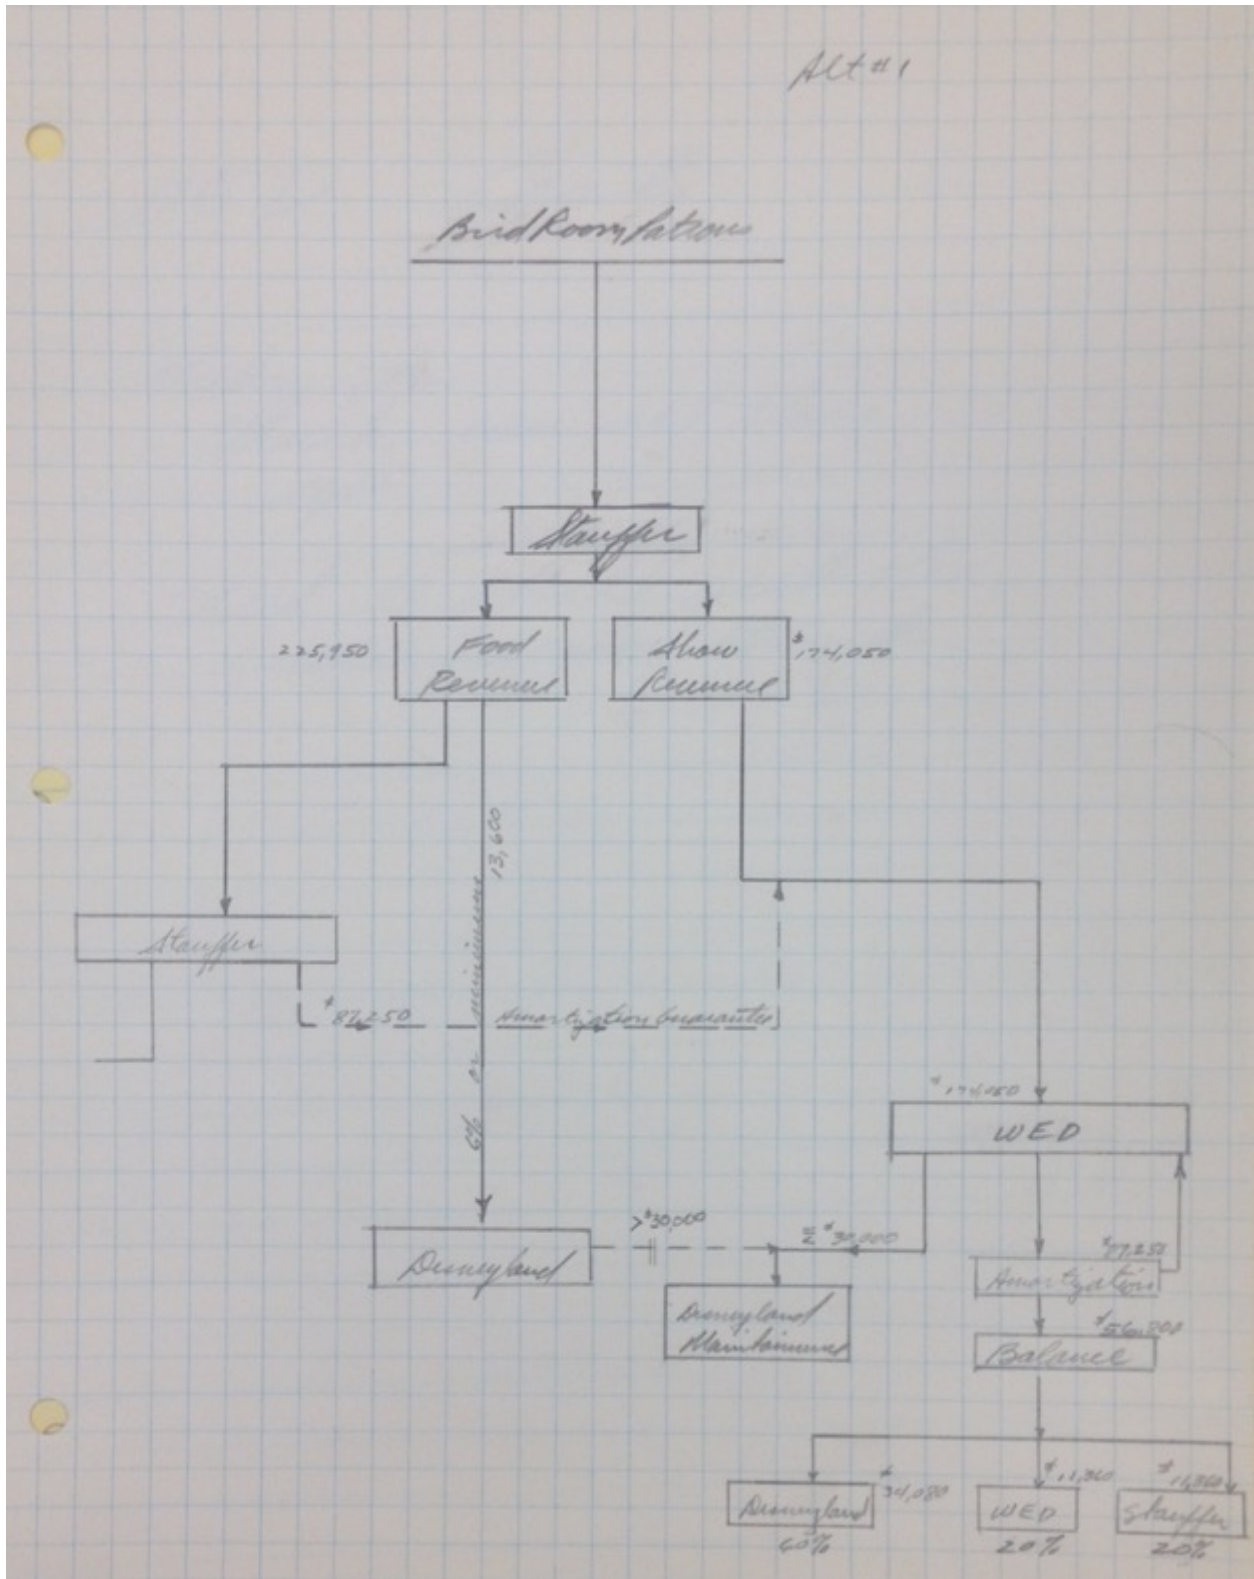 Alt #1
Bird Room Patrons
Stauffer
225,950
Food
Revenue
Show
Revenue
$174,050
13,600
6% or minimum
Stauffer
$87,250
Amortization Guarantee
$174,050
WED
>$30,000
$30,000
Disneyland
Disneyland
Maintainence
$87,250
Amortization
$56,800
Balance
Disneyland
$34,080
60%
$11,360
WED
20%
$11,360
Stauffer
20%